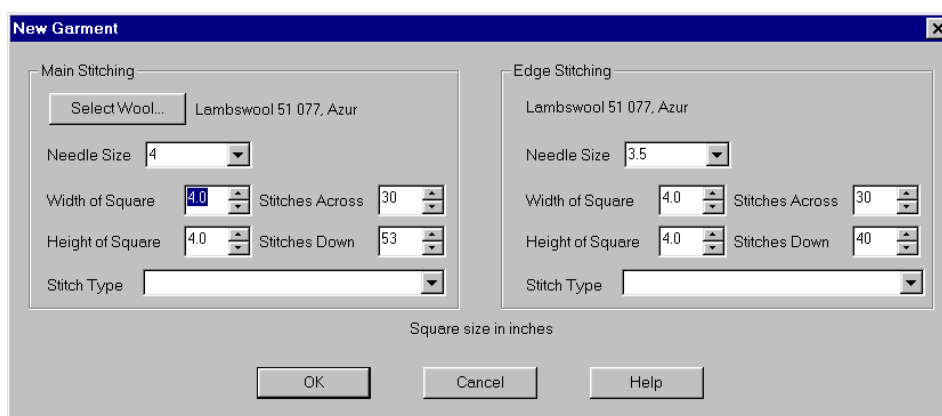 New Garment
Main Stitching
Select Wool... Lambswool 51 077, Azur
Needle Size 4
Width of Square 4.0 Stitches Across 30
Height of Square 4.0 Stitches Down 53
Stitch Type
Edge Stitching
Lambswool 51 077, Azur
Needle Size 3.5
Width of Square 4.0 Stitches Across 30
Height of Square 4.0 Stitches Down 40
Stitch Type
Square size in inches
OK Cancel Help